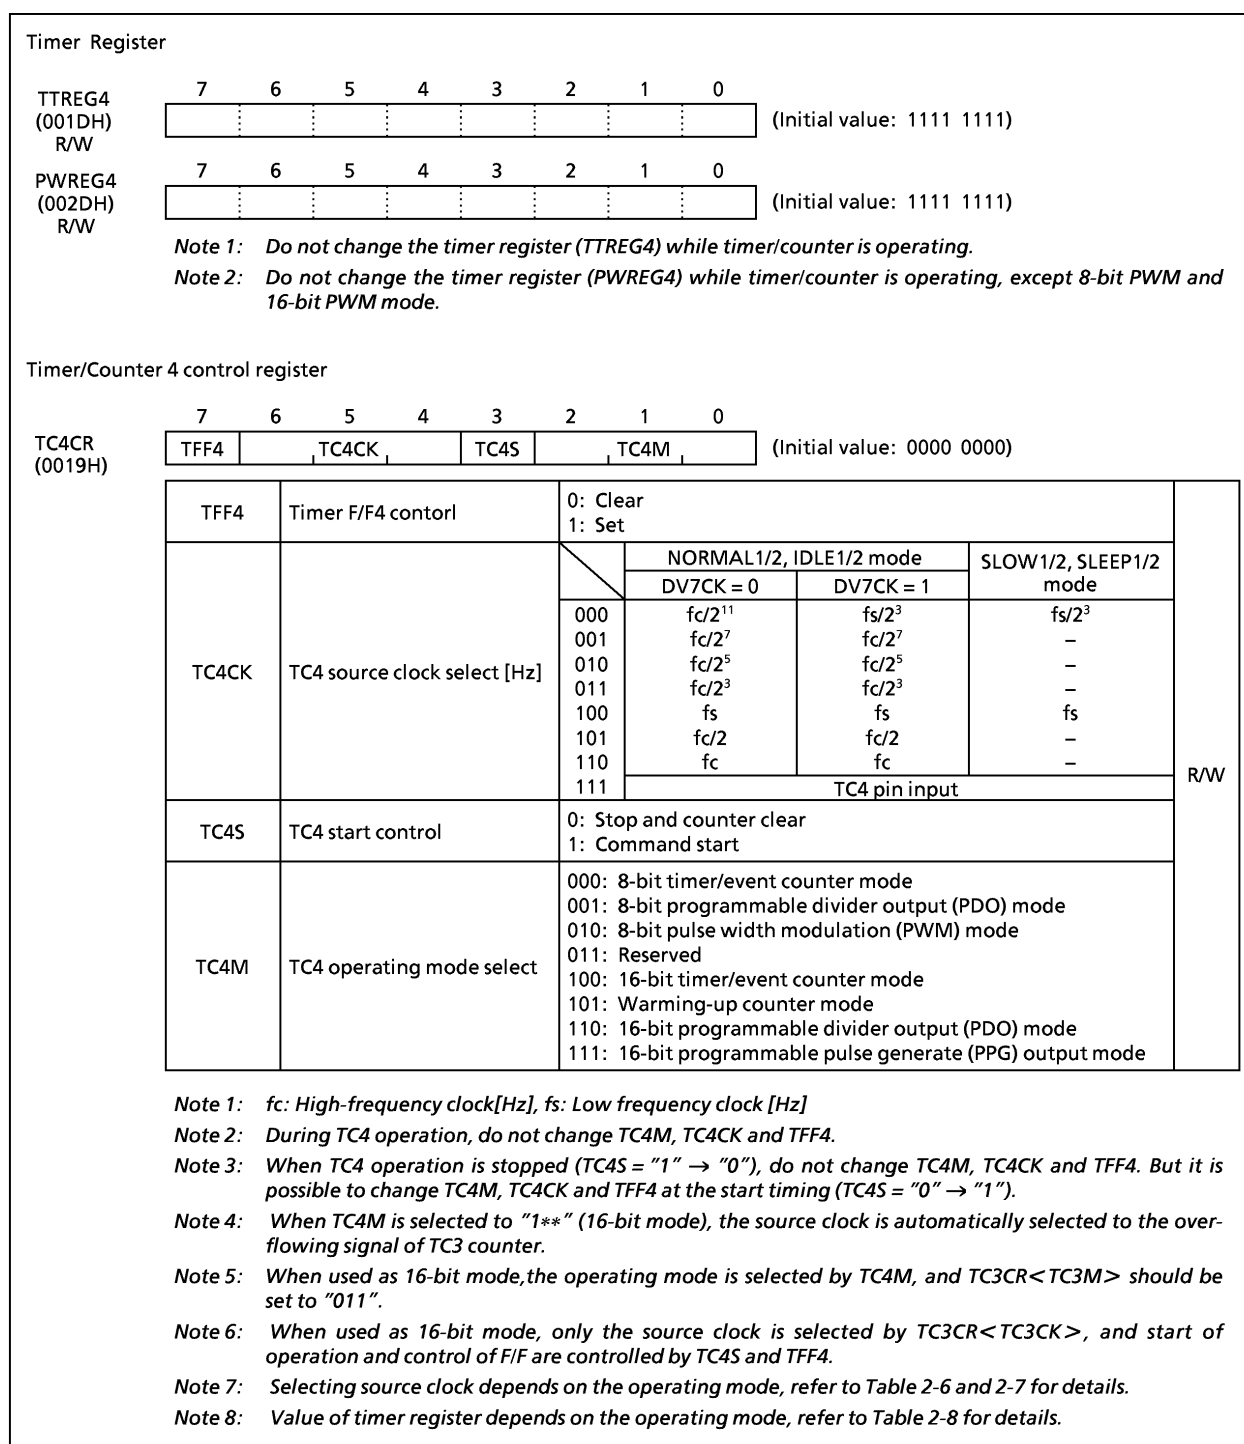 Timer Register
7 6 5 4 3 2 1 0
TTREG4
(001DH)
R/W
(Initial value: 1111 1111)
7 6 5 4 3 2 1 0
PWREG4
(002DH)
R/W
(Initial value: 1111 1111)
Note 1: Do not change the timer register (TTREG4) while timer/counter is operating.
Note 2: Do not change the timer register (PWREG4) while timer/counter is operating, except 8-bit PWM and
16-bit PWM mode.
Timer/Counter 4 control register
7 6 5 4 3 2 1 0
TC4CR
(0019H)
TFF4 TC4CK TC4S TC4M (Initial value: 0000 0000)
TFF4 Timer F/F4 contorl
0: Clear
1: Set
R/W
TC4CK TC4 source clock select [Hz]
NORMAL1/2, IDLE1/2 mode SLOW1/2, SLEEP1/2 mode
DV7CK = 0 DV7CK = 1
000 fc/2¹¹ fs/2³ fs/2³
001 fc/2⁷ fc/2⁷ –
010 fc/2⁵ fc/2⁵ –
011 fc/2³ fc/2³ –
100 fs fs fs
101 fc/2 fc/2 –
110 fc fc –
111 TC4 pin input
TC4S TC4 start control
0: Stop and counter clear
1: Command start
TC4M TC4 operating mode select
000: 8-bit timer/event counter mode
001: 8-bit programmable divider output (PDO) mode
010: 8-bit pulse width modulation (PWM) mode
011: Reserved
100: 16-bit timer/event counter mode
101: Warming-up counter mode
110: 16-bit programmable divider output (PDO) mode
111: 16-bit programmable pulse generate (PPG) output mode
Note 1: fc: High-frequency clock[Hz], fs: Low frequency clock [Hz]
Note 2: During TC4 operation, do not change TC4M, TC4CK and TFF4.
Note 3: When TC4 operation is stopped (TC4S = "1" → "0"), do not change TC4M, TC4CK and TFF4. But it is
possible to change TC4M, TC4CK and TFF4 at the start timing (TC4S = "0" → "1").
Note 4: When TC4M is selected to "1**" (16-bit mode), the source clock is automatically selected to the over-
flowing signal of TC3 counter.
Note 5: When used as 16-bit mode,the operating mode is selected by TC4M, and TC3CR<TC3M> should be
set to "011".
Note 6: When used as 16-bit mode, only the source clock is selected by TC3CR<TC3CK>, and start of
operation and control of F/F are controlled by TC4S and TFF4.
Note 7: Selecting source clock depends on the operating mode, refer to Table 2-6 and 2-7 for details.
Note 8: Value of timer register depends on the operating mode, refer to Table 2-8 for details.